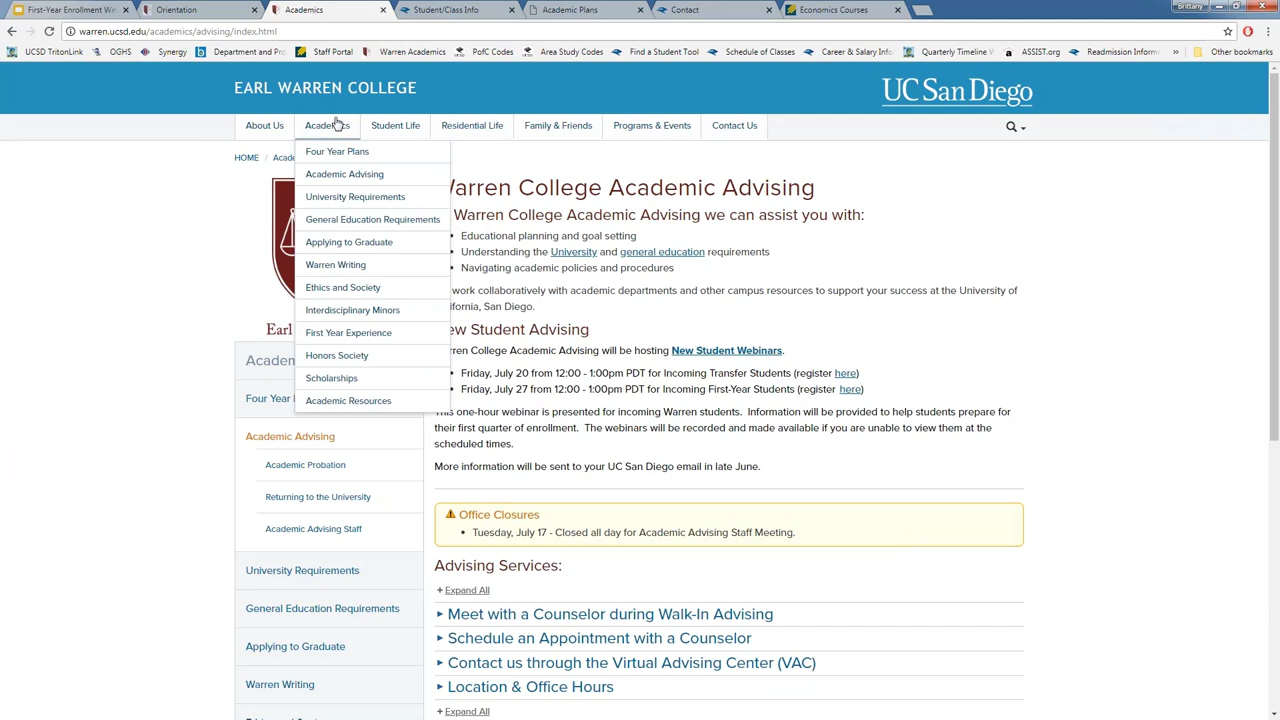 First-Year Enrollment We
Orientation
Academics
Student/Class Info
Academic Plans
Contact
Economics Courses
Brittany
warren.ucsd.edu/academics/advising/index.html
UCSD TritonLink
OGHS
Synergy
Department and Pro
Staff Portal
Warren Academics
PofC Codes
Area Study Codes
Find a Student Tool
Schedule of Classes
Career & Salary Info
Quarterly Timeline
ASSIST.org
Readmission Inform
»
Other bookmarks
EARL WARREN COLLEGE
UC San Diego
About Us
Academics
Student Life
Residential Life
Family & Friends
Programs & Events
Contact Us
HOME / Acade
Four Year Plans
Academic Advising
University Requirements
General Education Requirements
Applying to Graduate
Warren Writing
Ethics and Society
Interdisciplinary Minors
First Year Experience
Honors Society
Scholarships
Academic Resources
Warren College Academic Advising
Warren College Academic Advising we can assist you with:
Educational planning and goal setting
Understanding the University and general education requirements
Navigating academic policies and procedures
work collaboratively with academic departments and other campus resources to support your success at the University of
ifornia, San Diego.
ew Student Advising
rren College Academic Advising will be hosting New Student Webinars.
Friday, July 20 from 12:00 - 1:00pm PDT for Incoming Transfer Students (register here)
Friday, July 27 from 12:00 - 1:00pm PDT for Incoming First-Year Students (register here)
This one-hour webinar is presented for incoming Warren students. Information will be provided to help students prepare for
their first quarter of enrollment. The webinars will be recorded and made available if you are unable to view them at the
scheduled times.
More information will be sent to your UC San Diego email in late June.
Office Closures
Tuesday, July 17 - Closed all day for Academic Advising Staff Meeting.
Advising Services:
+ Expand All
Meet with a Counselor during Walk-In Advising
Schedule an Appointment with a Counselor
Contact us through the Virtual Advising Center (VAC)
Location & Office Hours
+ Expand All
Earl
Academ
Four Year
Academic Advising
Academic Probation
Returning to the University
Academic Advising Staff
University Requirements
General Education Requirements
Applying to Graduate
Warren Writing